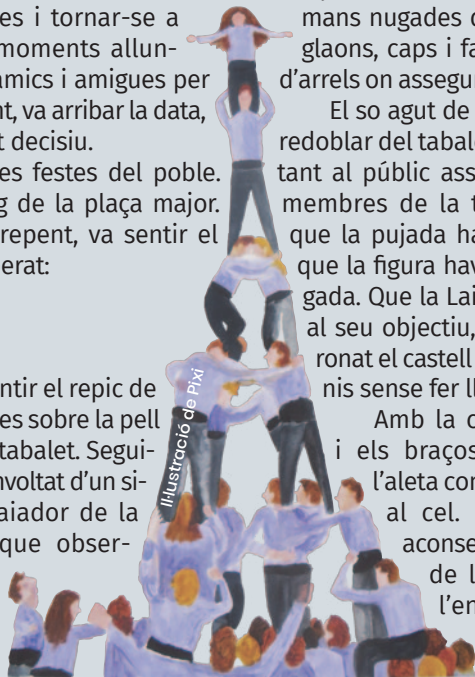 es i tornar-se a
moments allun-
amics i amigues per
nt, va arribar la data,
t decisiu.
es festes del poble.
g de la plaça major.
repent, va sentir el
erat:
ntir el repic de
es sobre la pell
tabalet. Segui-
nvoltat d’un si-
aiador de la
que obser-
Il·lustració de Pixi
mans nugades
glaons, caps i fa
d’arrels on assegu
El so agut de
redoblar del tabale
tant al públic ass
membres de la t
que la pujada ha
que la figura hav
gada. Que la Lai
al seu objectiu,
ronat el castell
nis sense fer ll
Amb la c
i els braços
l’aleta con
al cel.
aconse
de l
l’en